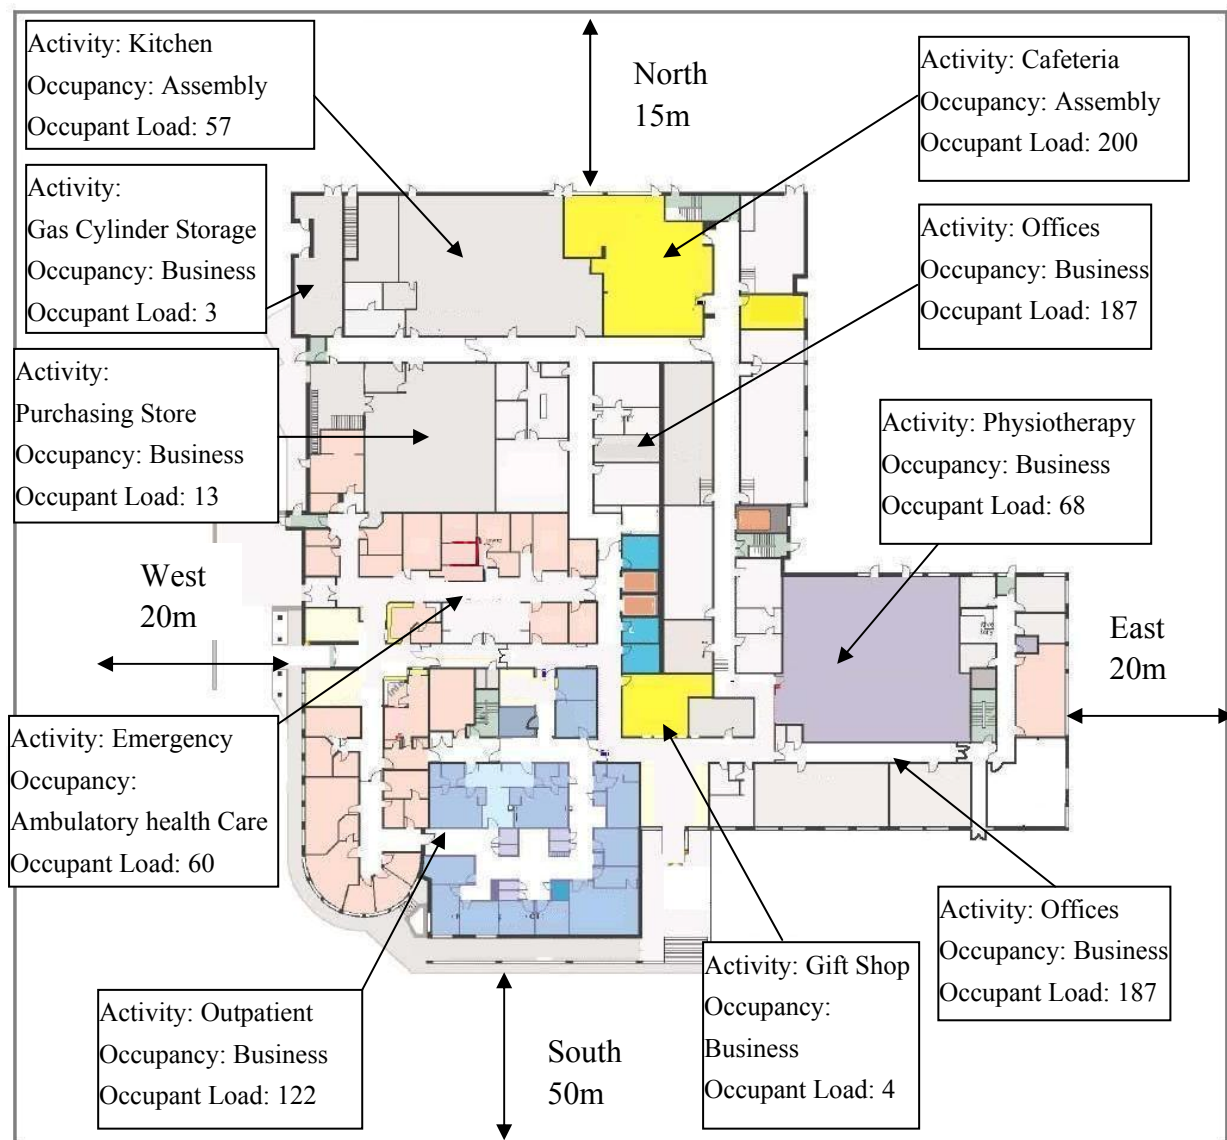 Activity: Kitchen
Occupancy: Assembly
Occupant Load: 57
North
15m
Activity: Cafeteria
Occupancy: Assembly
Occupant Load: 200
Activity:
Gas Cylinder Storage
Occupancy: Business
Occupant Load: 3
Activity: Offices
Occupancy: Business
Occupant Load: 187
Activity:
Purchasing Store
Occupancy: Business
Occupant Load: 13
Activity: Physiotherapy
Occupancy: Business
Occupant Load: 68
West
20m
East
20m
Activity: Emergency
Occupancy:
Ambulatory health Care
Occupant Load: 60
Activity: Offices
Occupancy: Business
Occupant Load: 187
Activity: Gift Shop
Occupancy:
Business
Occupant Load: 4
Activity: Outpatient
Occupancy: Business
Occupant Load: 122
South
50m